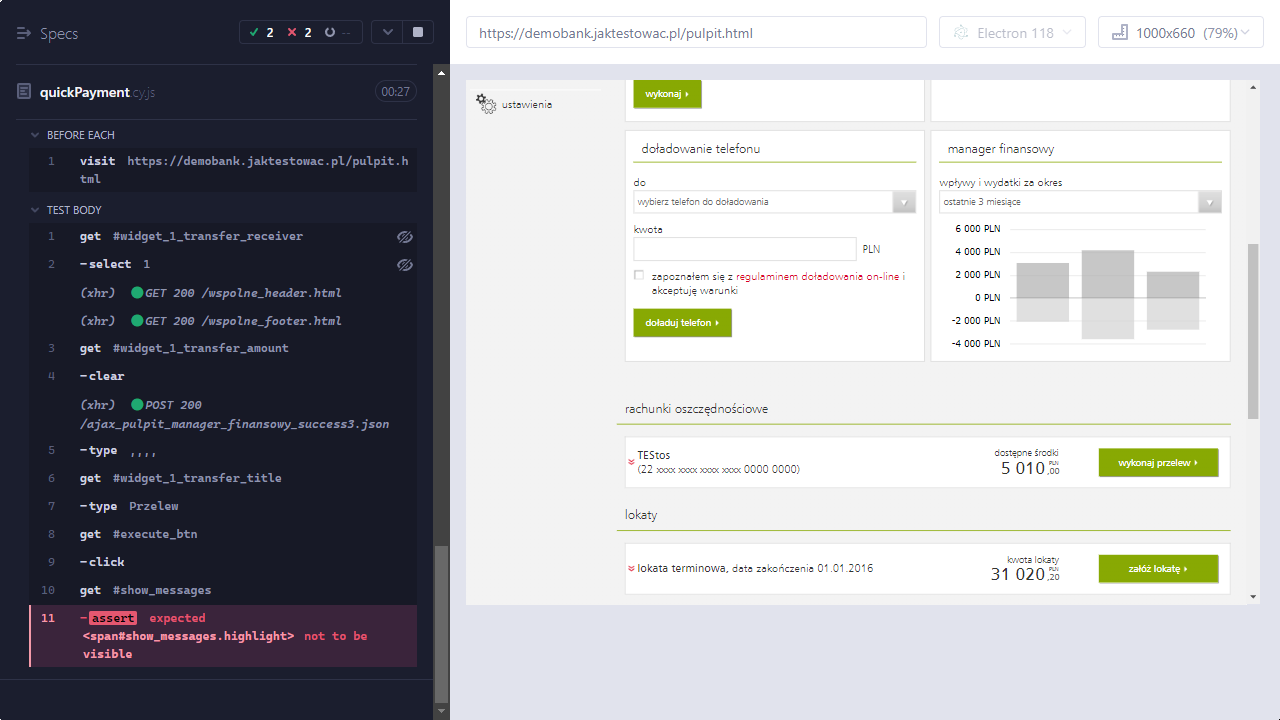 Specs
2 2 --
quickPayment.cy.js 00:27
BEFORE EACH
1 visit https://demobank.jaktestowac.pl/pulpit.h
tml
TEST BODY
1 get #widget_1_transfer_receiver
2 -select 1
(xhr) GET 200 /wspolne_header.html
(xhr) GET 200 /wspolne_footer.html
3 get #widget_1_transfer_amount
4 -clear
(xhr) POST 200
/ajax_pulpit_manager_finansowy_success3.json
5 -type ,,,,
6 get #widget_1_transfer_title
7 -type Przelew
8 get #execute_btn
9 -click
10 get #show_messages
11 -assert expected
<span#show_messages.highlight> not to be
visible
https://demobank.jaktestowac.pl/pulpit.html
Electron 118
1000x660 (79%)
ustawienia
wykonaj
doładowanie telefonu
do
wybierz telefon do doładowania
kwota
PLN
zapoznałem się z regulaminem doładowania on-line i
akceptuję warunki
doładuj telefon
manager finansowy
wpływy i wydatki za okres
ostatnie 3 miesiące
6 000 PLN
4 000 PLN
2 000 PLN
0 PLN
-2 000 PLN
-4 000 PLN
rachunki oszczędnościowe
TEStos
(22 xxxx xxxx xxxx xxxx 0000 0000)
dostępne środki
5 010 PLN ,00
wykonaj przelew
lokaty
lokata terminowa, data zakończenia 01.01.2016
kwota lokaty
31 020 PLN ,20
załóż lokatę